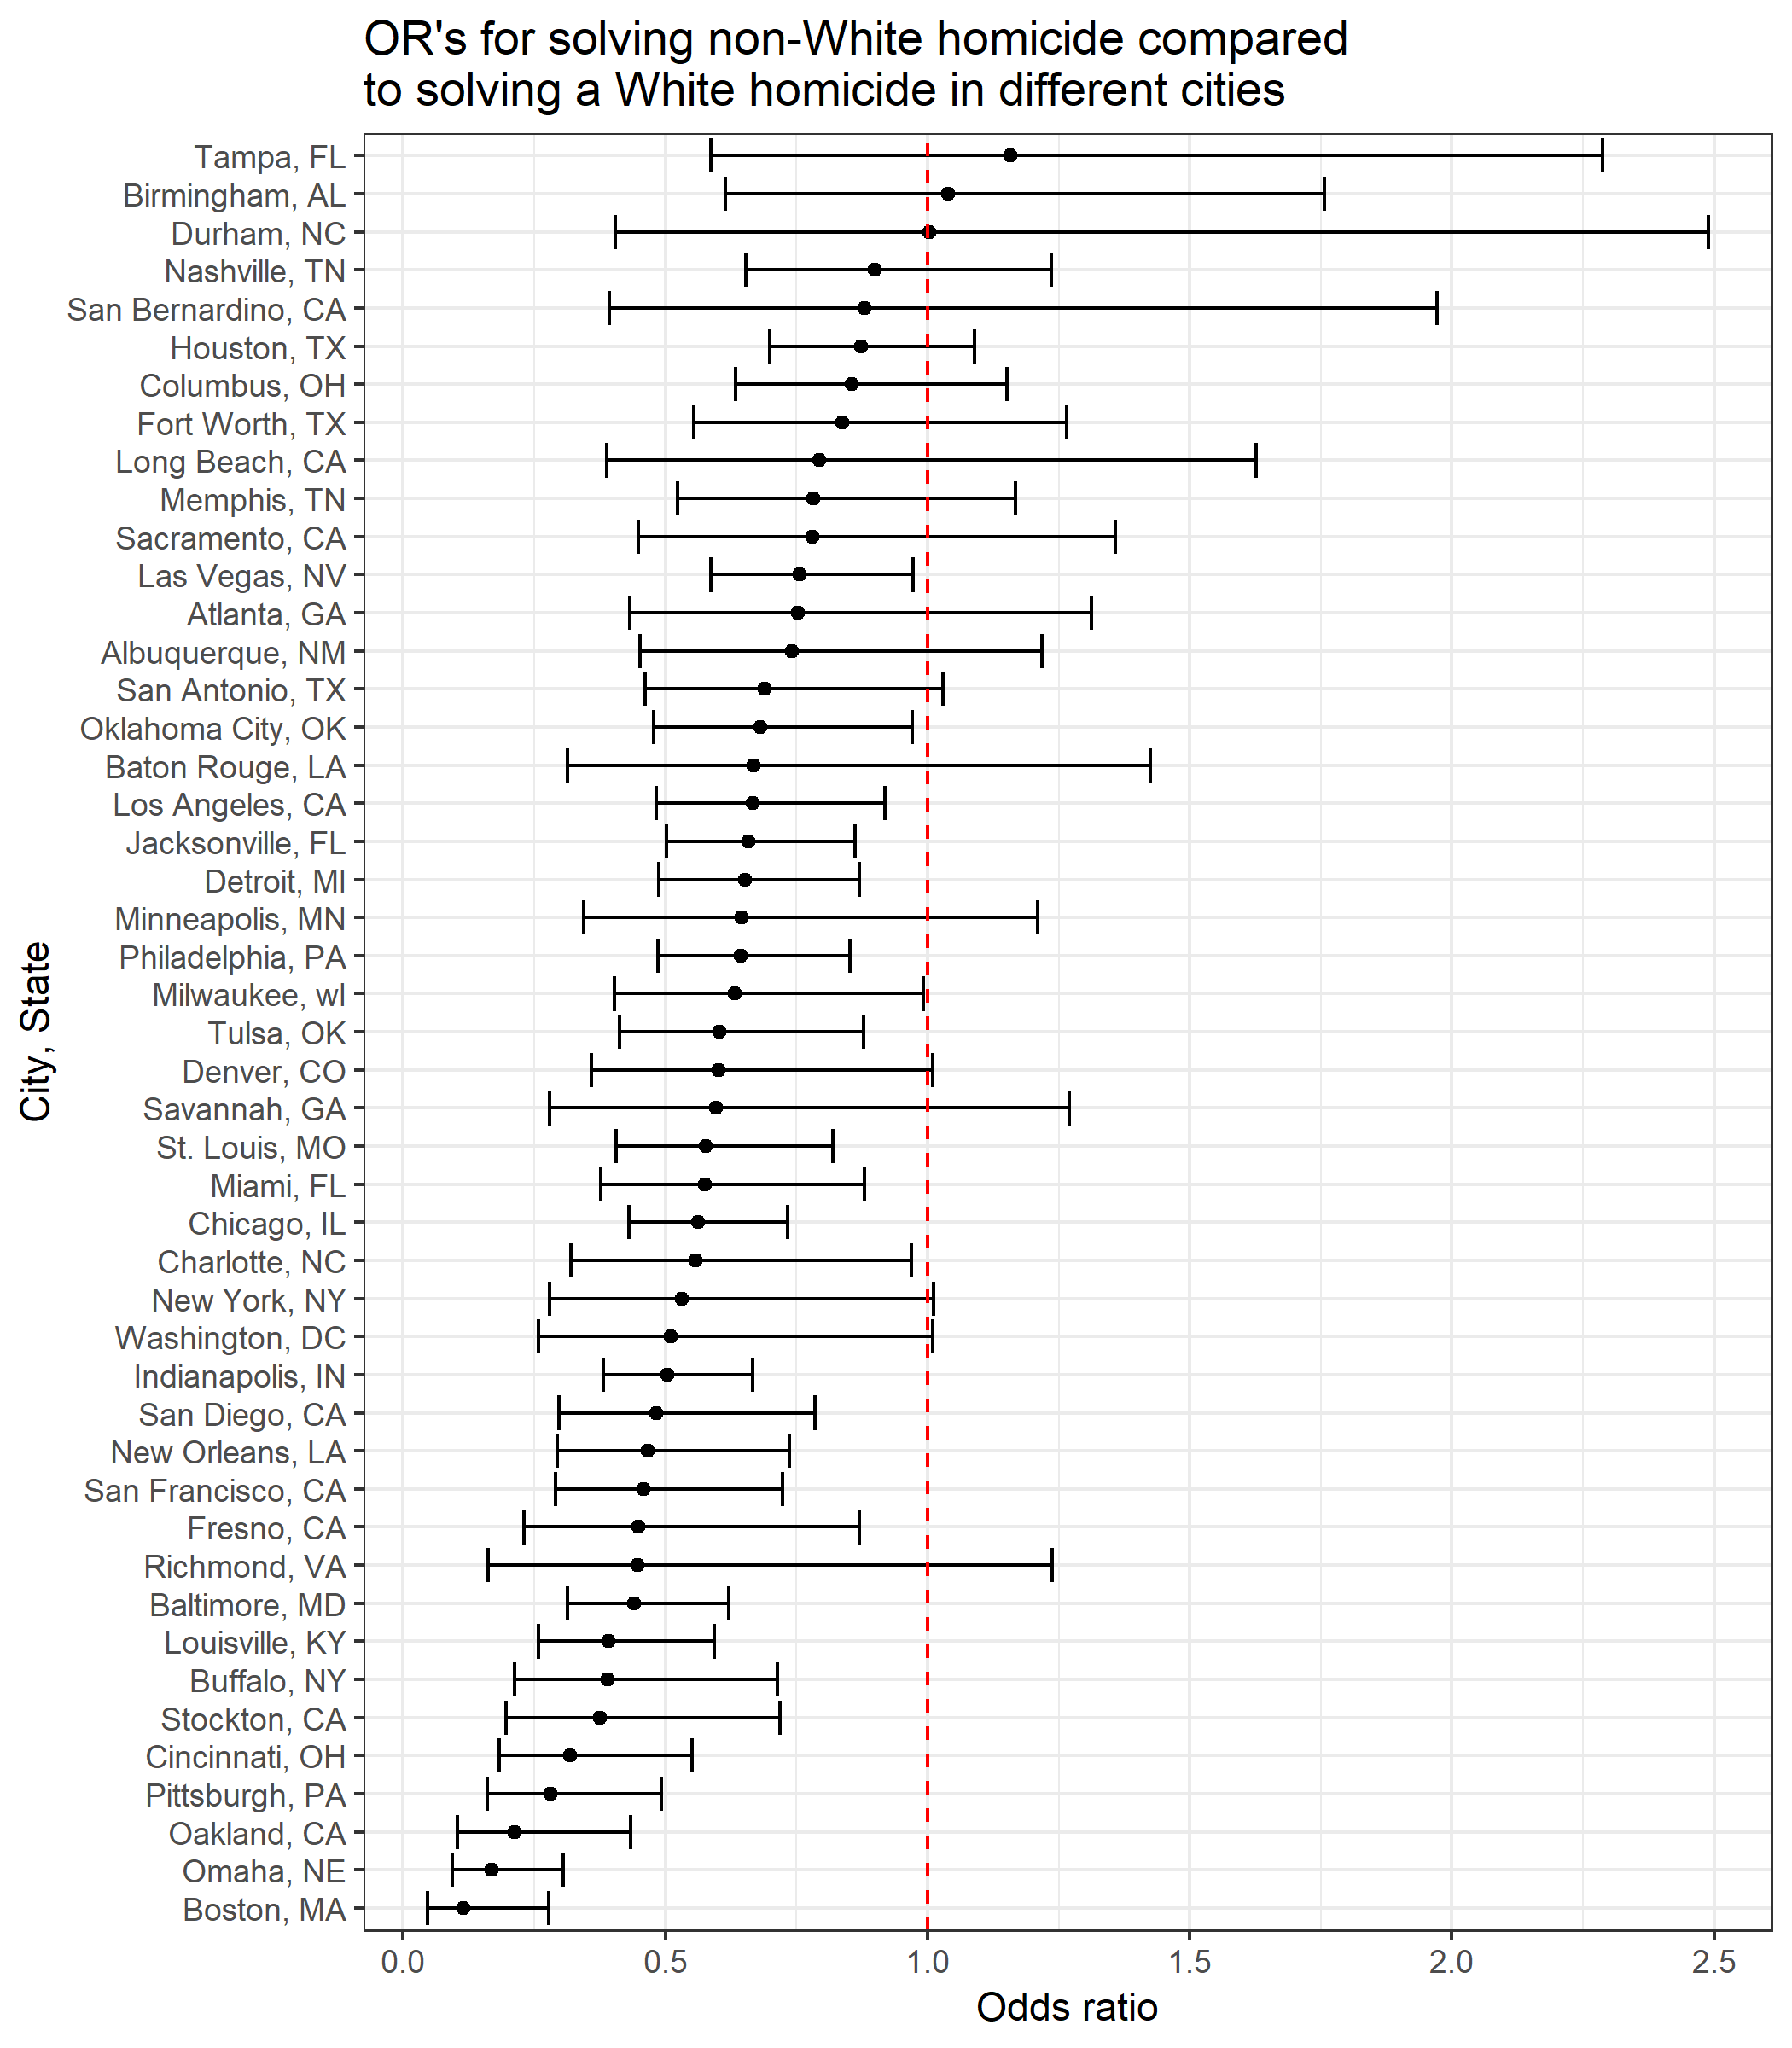 OR's for solving non-White homicide compared
to solving a White homicide in different cities
City, State
Tampa, FL
Birmingham, AL
Durham, NC
Nashville, TN
San Bernardino, CA
Houston, TX
Columbus, OH
Fort Worth, TX
Long Beach, CA
Memphis, TN
Sacramento, CA
Las Vegas, NV
Atlanta, GA
Albuquerque, NM
San Antonio, TX
Oklahoma City, OK
Baton Rouge, LA
Los Angeles, CA
Jacksonville, FL
Detroit, MI
Minneapolis, MN
Philadelphia, PA
Milwaukee, wI
Tulsa, OK
Denver, CO
Savannah, GA
St. Louis, MO
Miami, FL
Chicago, IL
Charlotte, NC
New York, NY
Washington, DC
Indianapolis, IN
San Diego, CA
New Orleans, LA
San Francisco, CA
Fresno, CA
Richmond, VA
Baltimore, MD
Louisville, KY
Buffalo, NY
Stockton, CA
Cincinnati, OH
Pittsburgh, PA
Oakland, CA
Omaha, NE
Boston, MA
0.0 0.5 1.0 1.5 2.0 2.5
Odds ratio